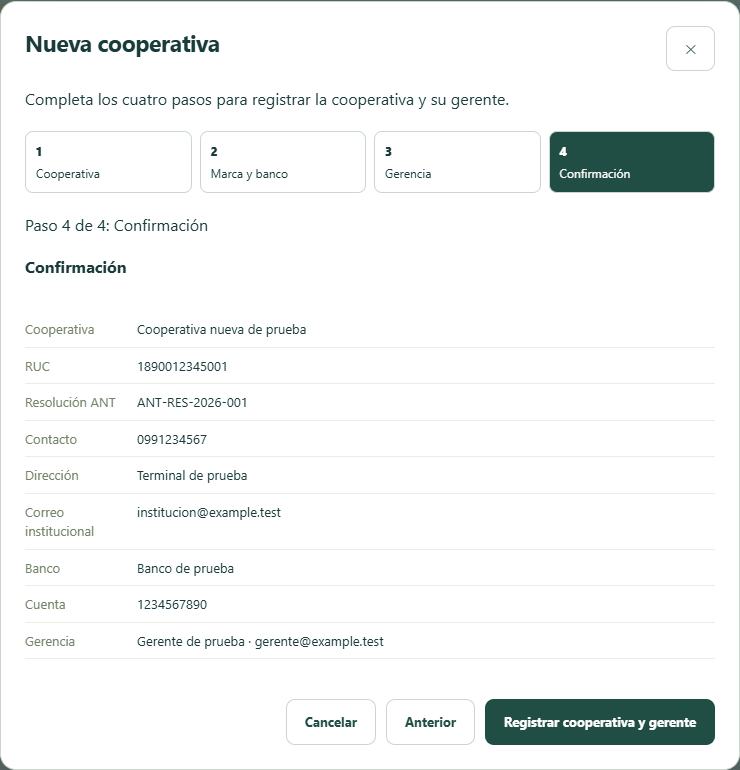 Nueva cooperativa
×
Completa los cuatro pasos para registrar la cooperativa y su gerente.
1
Cooperativa
2
Marca y banco
3
Gerencia
4
Confirmación
Paso 4 de 4: Confirmación
Confirmación
Cooperativa Cooperativa nueva de prueba
RUC 1890012345001
Resolución ANT ANT-RES-2026-001
Contacto 0991234567
Dirección Terminal de prueba
Correo institucional@example.test
institucional
Banco Banco de prueba
Cuenta 1234567890
Gerencia Gerente de prueba · gerente@example.test
Cancelar
Anterior
Registrar cooperativa y gerente